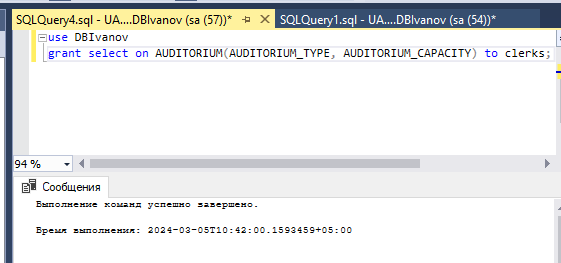 SQLQuery4.sql - UA....DBIvanov (sa (57))* SQLQuery1.sql - UA....DBIvanov (sa (54))*
use DBIvanov
grant select on AUDITORIUM(AUDITORIUM_TYPE, AUDITORIUM_CAPACITY) to clerks;
94 %
Сообщения
Выполнение команд успешно завершено.
Время выполнения: 2024-03-05T10:42:00.1593459+05:00